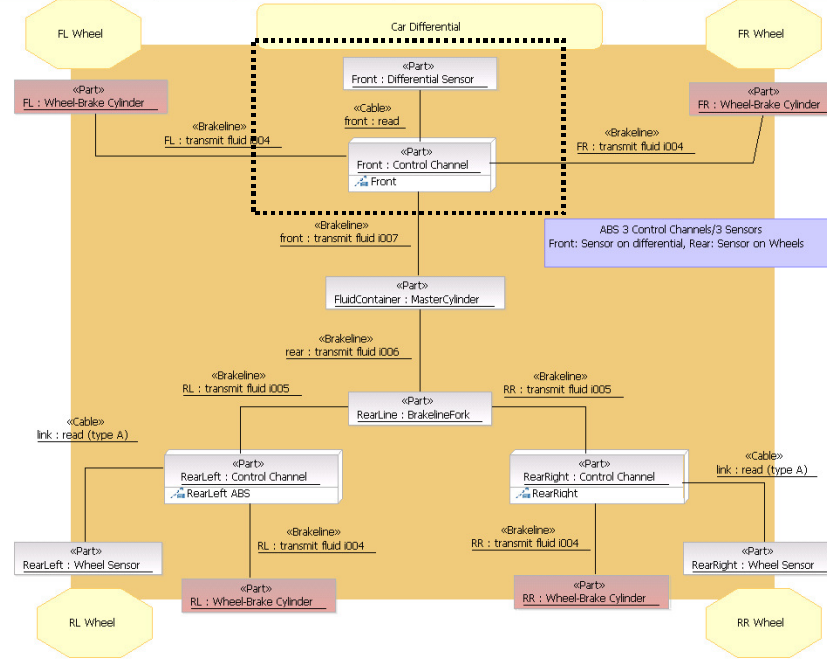 FL Wheel
Car Differential
FR Wheel
«Part»
Front : Differential Sensor
«Part»
FL : Wheel-Brake Cylinder
«Part»
FR : Wheel-Brake Cylinder
«Cable»
front : read
«Brakeline»
FL : transmit fluid i004
«Brakeline»
FR : transmit fluid i004
«Part»
Front : Control Channel
Front
«Brakeline»
front : transmit fluid i007
ABS 3 Control Channels/3 Sensors
Front: Sensor on differential, Rear: Sensor on Wheels
«Part»
FluidContainer : MasterCylinder
«Brakeline»
rear : transmit fluid i006
«Brakeline»
RL : transmit fluid i005
«Brakeline»
RR : transmit fluid i005
«Part»
RearLine : BrakelineFork
«Cable»
link : read (type A)
«Part»
RearLeft : Control Channel
RearLeft ABS
«Part»
RearRight : Control Channel
RearRight
«Cable»
link : read (type A)
«Brakeline»
RL : transmit fluid i004
«Brakeline»
RR : transmit fluid i004
«Part»
RearLeft : Wheel Sensor
«Part»
RearRight : Wheel Sensor
«Part»
RL : Wheel-Brake Cylinder
«Part»
RR : Wheel-Brake Cylinder
RL Wheel
RR Wheel